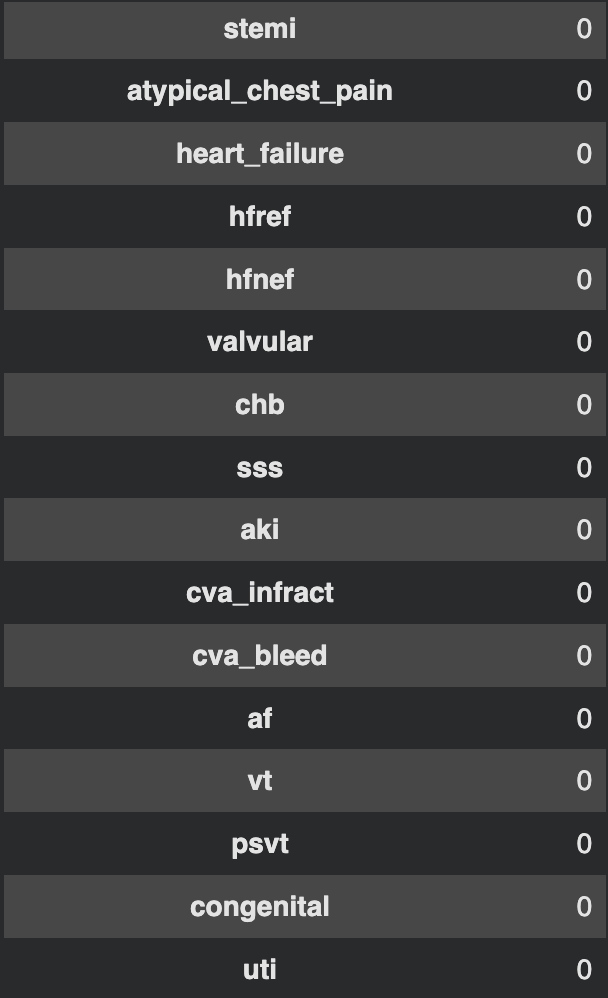 stemi 0
atypical_chest_pain 0
heart_failure 0
hfref 0
hfnef 0
valvular 0
chb 0
sss 0
aki 0
cva_infract 0
cva_bleed 0
af 0
vt 0
psvt 0
congenital 0
uti 0